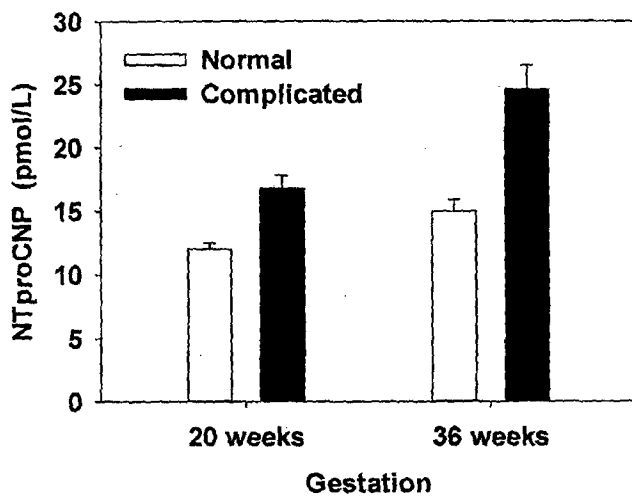 30
25
20
15
10
5
0
NTproCNP (pmol/L)
Normal
Complicated
20 weeks
36 weeks
Gestation